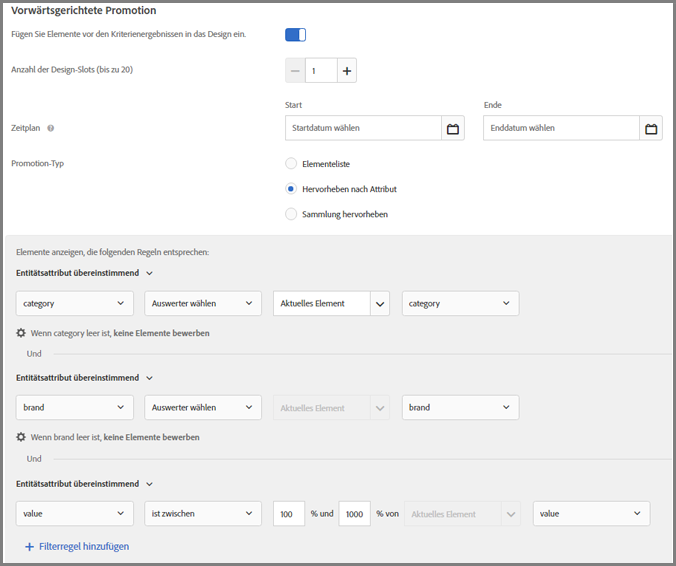 Vorwärtsgerichtete Promotion
Fügen Sie Elemente vor den Kriterienergebnissen in das Design ein.
Anzahl der Design-Slots (bis zu 20)
1
Start Ende
Zeitplan Startdatum wählen Enddatum wählen
Promotion-Typ Elementeliste
Hervorheben nach Attribut
Sammlung hervorheben
Elemente anzeigen, die folgenden Regeln entsprechen:
Entitätsattribut übereinstimmend
category Auswerter wählen Aktuelles Element category
Wenn category leer ist, keine Elemente bewerben
Und
Entitätsattribut übereinstimmend
brand Auswerter wählen Aktuelles Element brand
Wenn brand leer ist, keine Elemente bewerben
Und
Entitätsattribut übereinstimmend
value ist zwischen 100 % und 1000 % von Aktuelles Element value
+ Filterregel hinzufügen